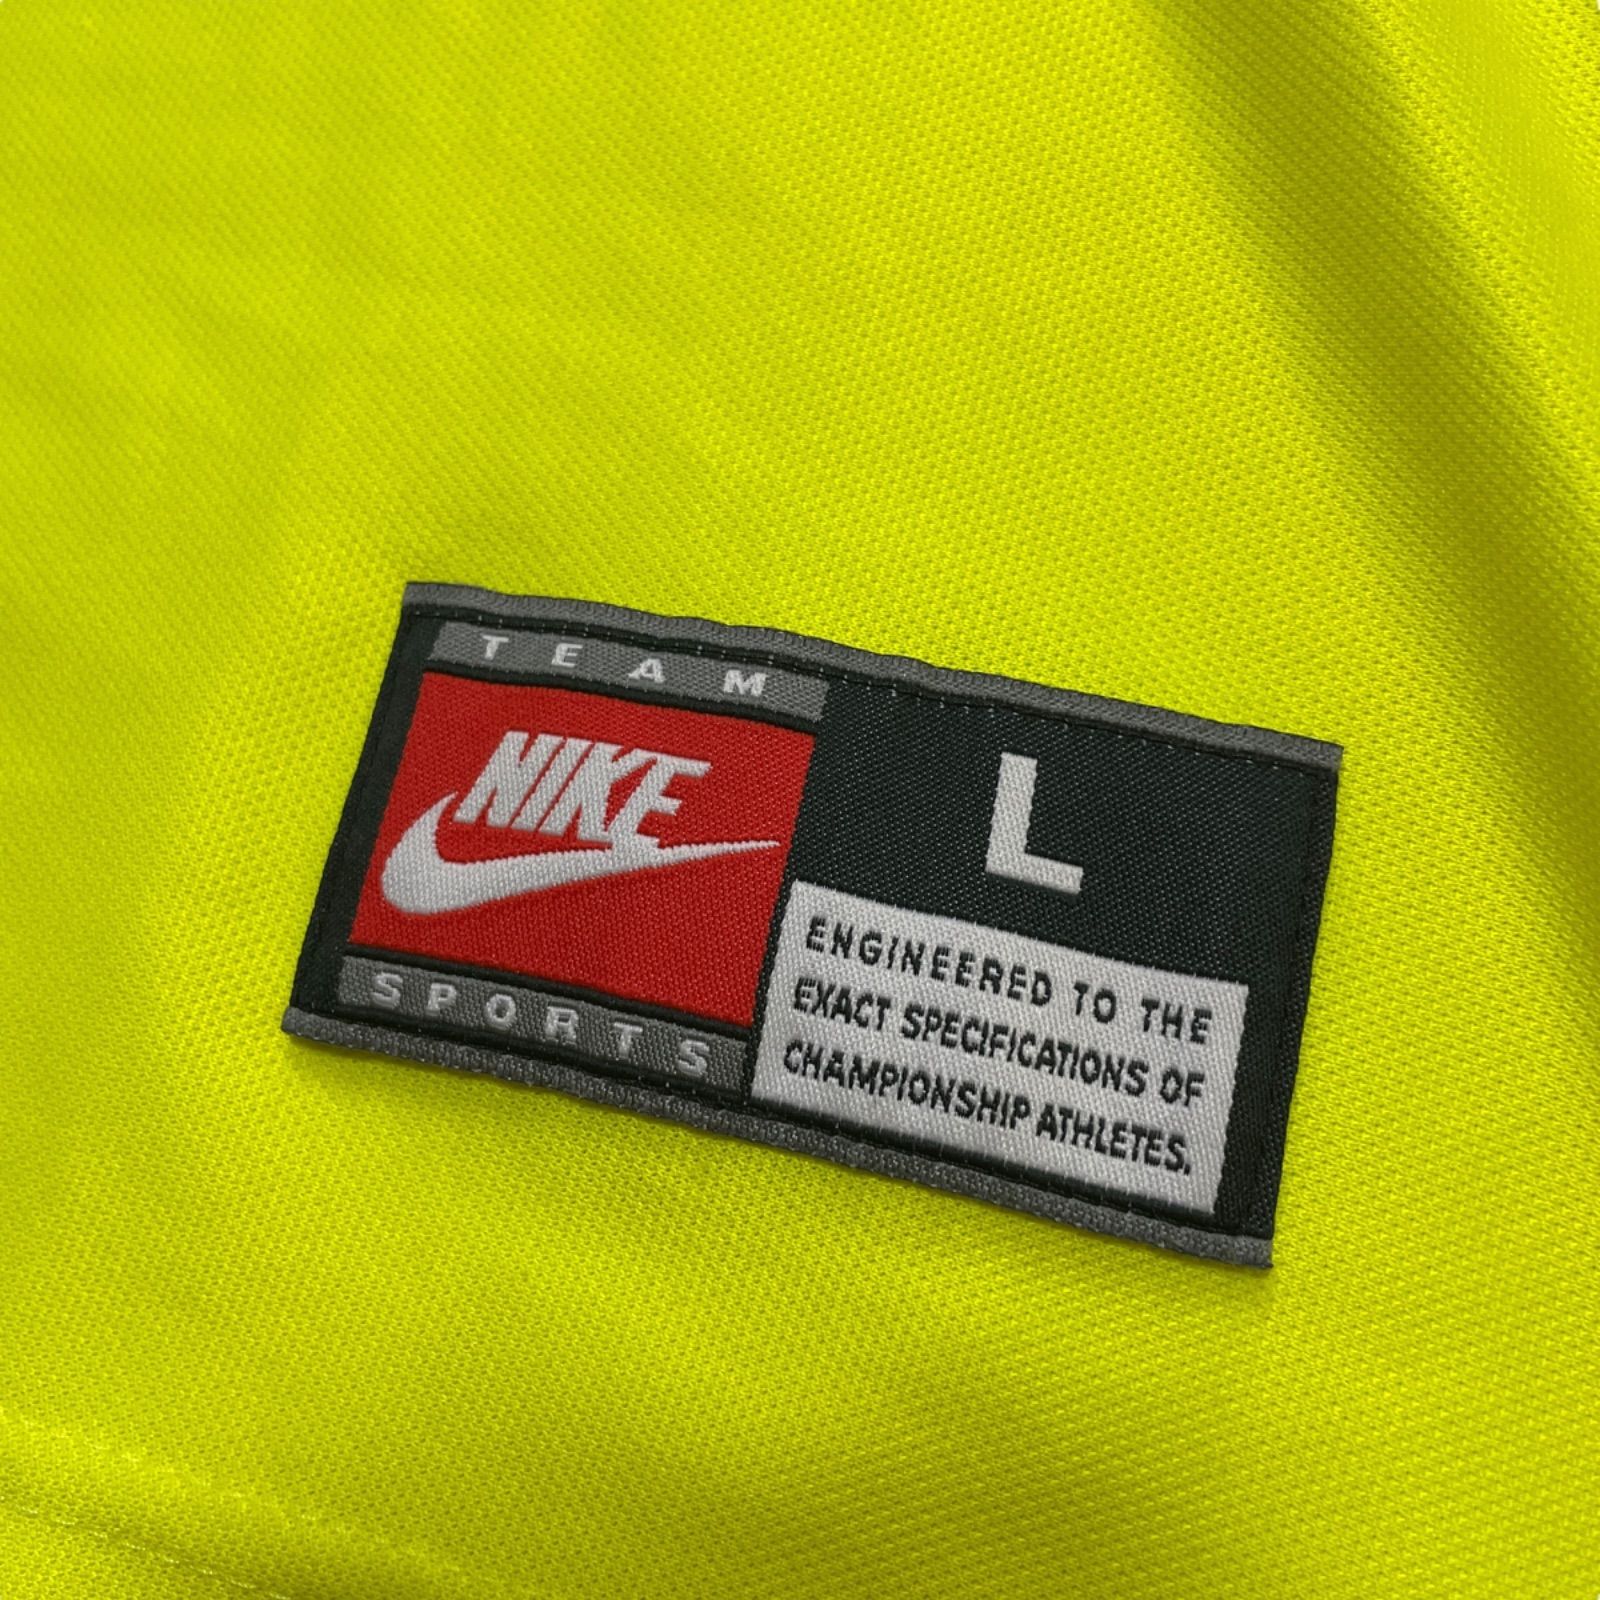 TEAM
NIKE
SPORTS
L
ENGINEERED TO THE
EXACT SPECIFICATIONS OF
CHAMPIONSHIP ATHLETES.